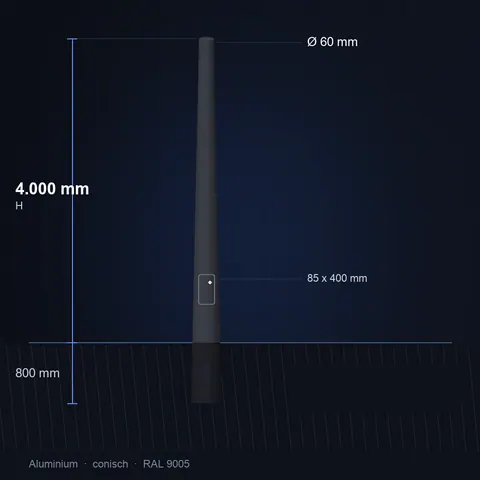 Ø 60 mm
4.000 mm
H
85 x 400 mm
800 mm
Aluminium · conisch · RAL 9005